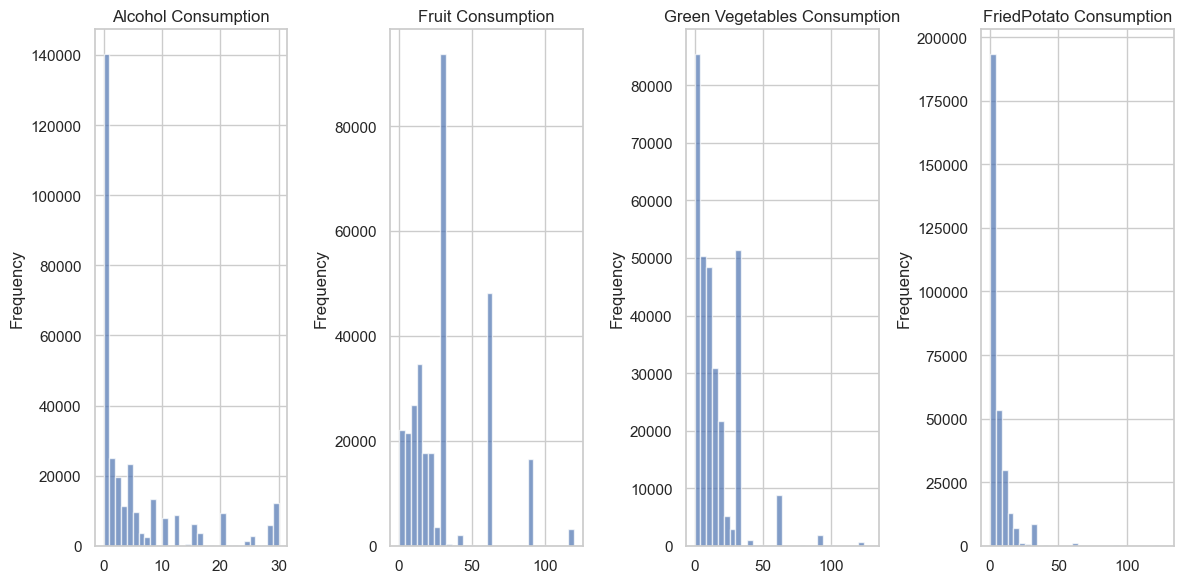 Alcohol Consumption
Fruit Consumption
Green Vegetables Consumption
FriedPotato Consumption
Frequency
140000
120000
100000
80000
60000
40000
20000
0
0 10 20 30
Frequency
80000
60000
40000
20000
0
0 50 100
Frequency
80000
70000
60000
50000
40000
30000
20000
10000
0
0 50 100
Frequency
200000
175000
150000
125000
100000
75000
50000
25000
0
0 50 100